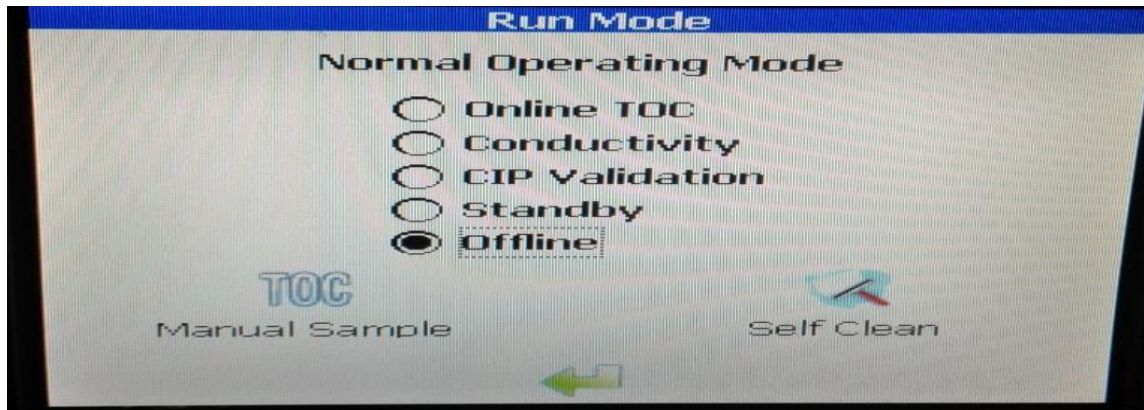 Run Mode
Normal Operating Mode
Online TOC
Conductivity
CIP Validation
Standby
Offline
TOC
Manual Sample
Self Clean